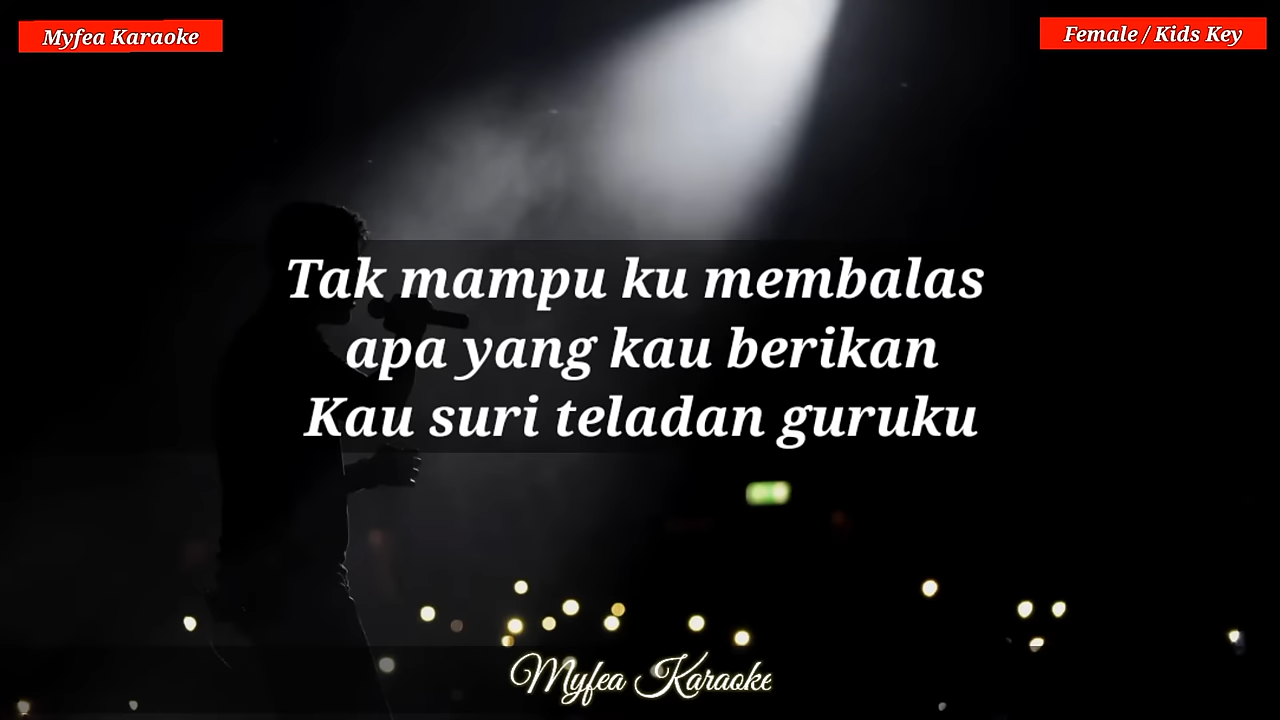 Myfea Karaoke
Female / Kids Key
Tak mampu ku membalas
apa yang kau berikan
Kau suri teladan guruku
Myfea Karaoke